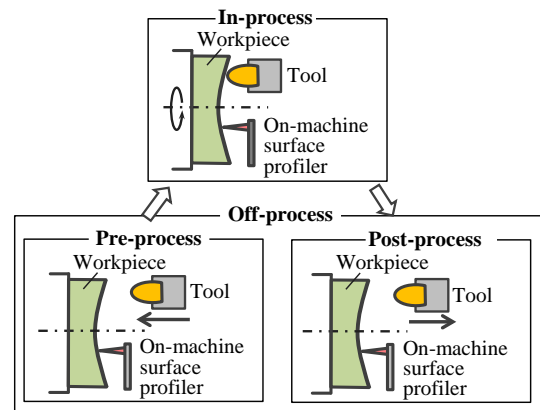 In-process
Workpiece
Tool
On-machine
surface
profiler
Off-process
Pre-process
Workpiece
Tool
On-machine
surface
profiler
Post-process
Workpiece
Tool
On-machine
surface
profiler